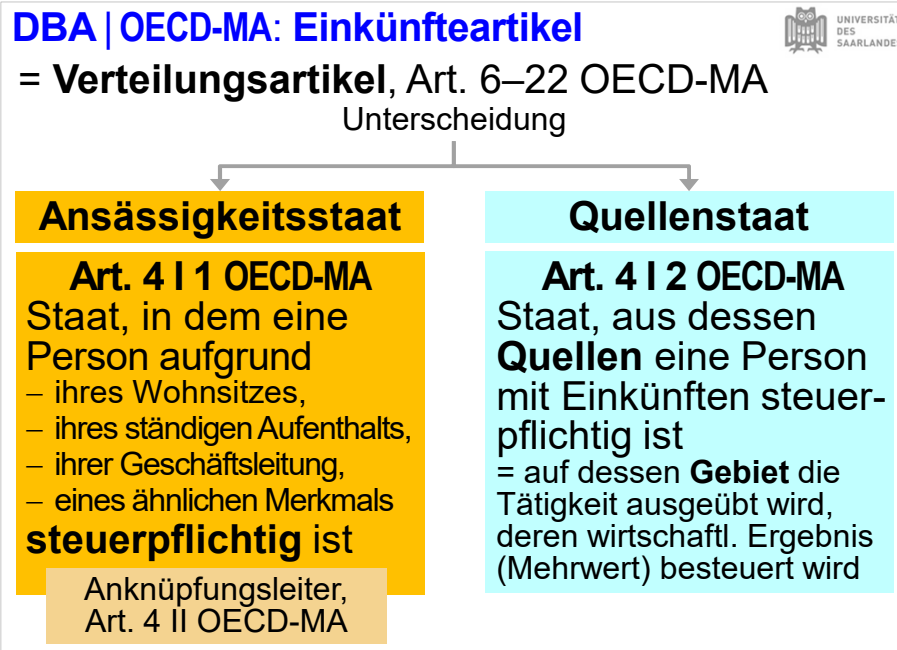 DBA | OECD-MA: Einkünfteartikel
UNIVERSITÄT
DES
SAARLANDES
= Verteilungsartikel, Art. 6–22 OECD-MA
Unterscheidung
Ansässigkeitsstaat
Art. 4 I 1 OECD-MA
Staat, in dem eine
Person aufgrund
– ihres Wohnsitzes,
– ihres ständigen Aufenthalts,
– ihrer Geschäftsleitung,
– eines ähnlichen Merkmals
steuerpflichtig ist
Anknüpfungsleiter,
Art. 4 II OECD-MA
Quellenstaat
Art. 4 I 2 OECD-MA
Staat, aus dessen
Quellen eine Person
mit Einkünften steuer-
pflichtig ist
= auf dessen Gebiet die
Tätigkeit ausgeübt wird,
deren wirtschaftl. Ergebnis
(Mehrwert) besteuert wird